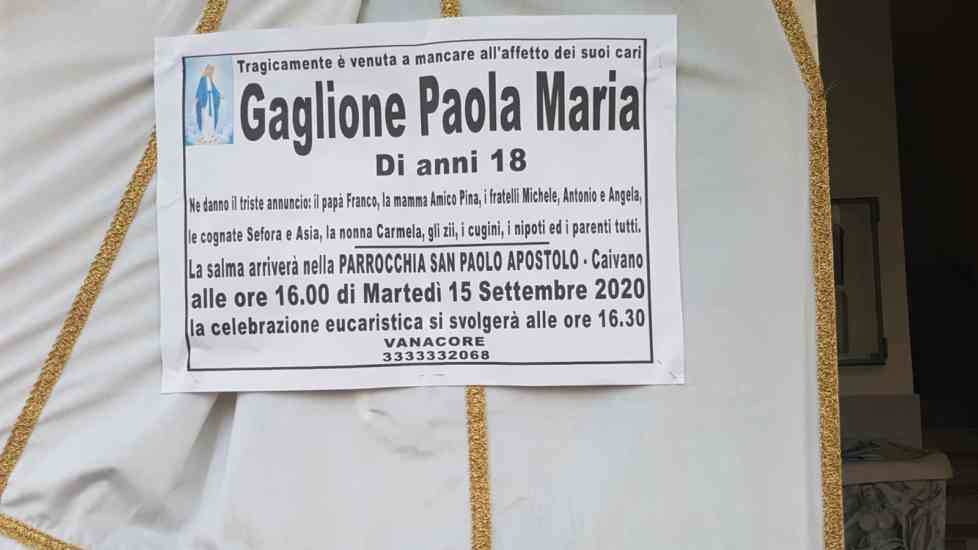 Tragicamente è venuta a mancare all'affetto dei suoi cari
Gaglione Paola Maria
Di anni 18
Ne danno il triste annuncio: il papà Franco, la mamma Amico Pina, i fratelli Michele, Antonio e Angela,
le cognate Sefora e Asia, la nonna Carmela, gli zii, i cugini, i nipoti ed i parenti tutti.
La salma arriverà nella PARROCCHIA SAN PAOLO APOSTOLO - Caivano
alle ore 16.00 di Martedì 15 Settembre 2020
la celebrazione eucaristica si svolgerà alle ore 16.30
VANACORE
3333332068